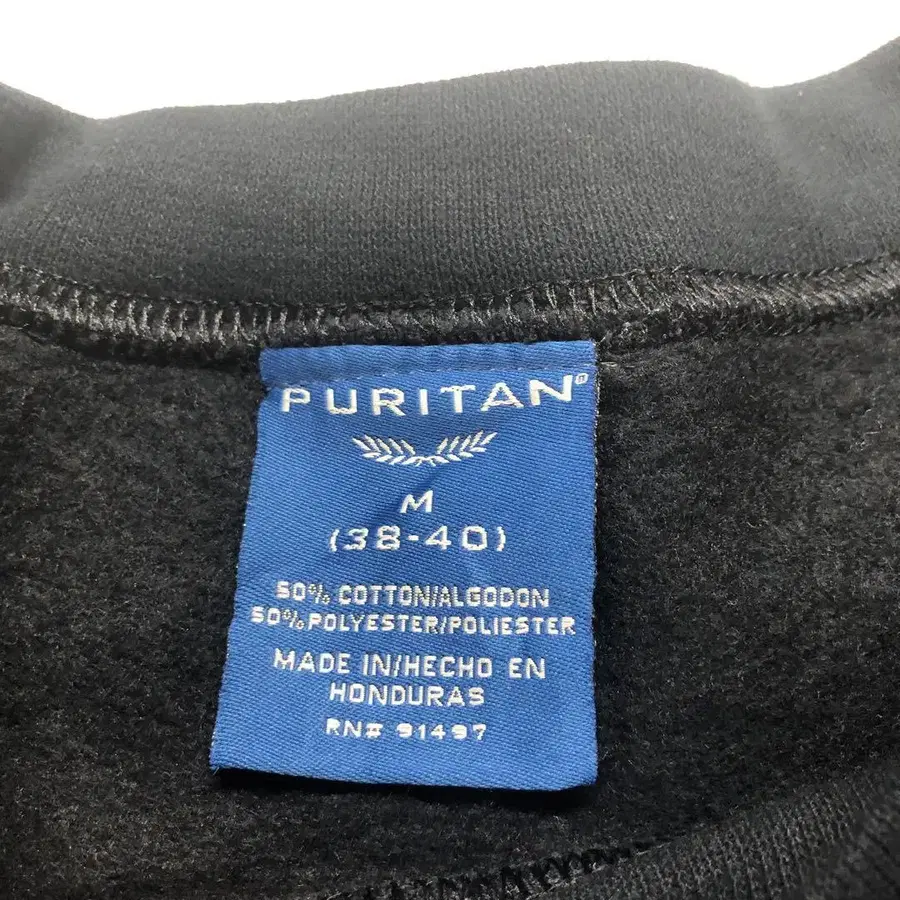 PURITAN®
M
(38-40)
50% COTTON/ALGODON
50% POLYESTER/POLIESTER
MADE IN/HECHO EN
HONDURAS
RN# 91497